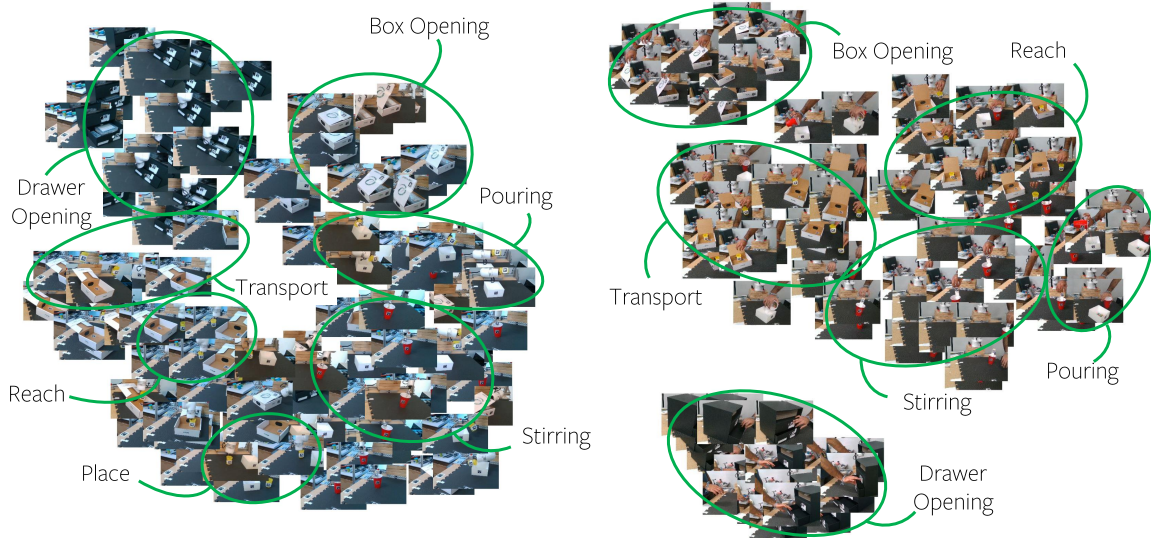 Box Opening
Drawer
Opening
Pouring
Transport
Reach
Stirring
Place
Box Opening
Reach
Transport
Pouring
Stirring
Drawer
Opening